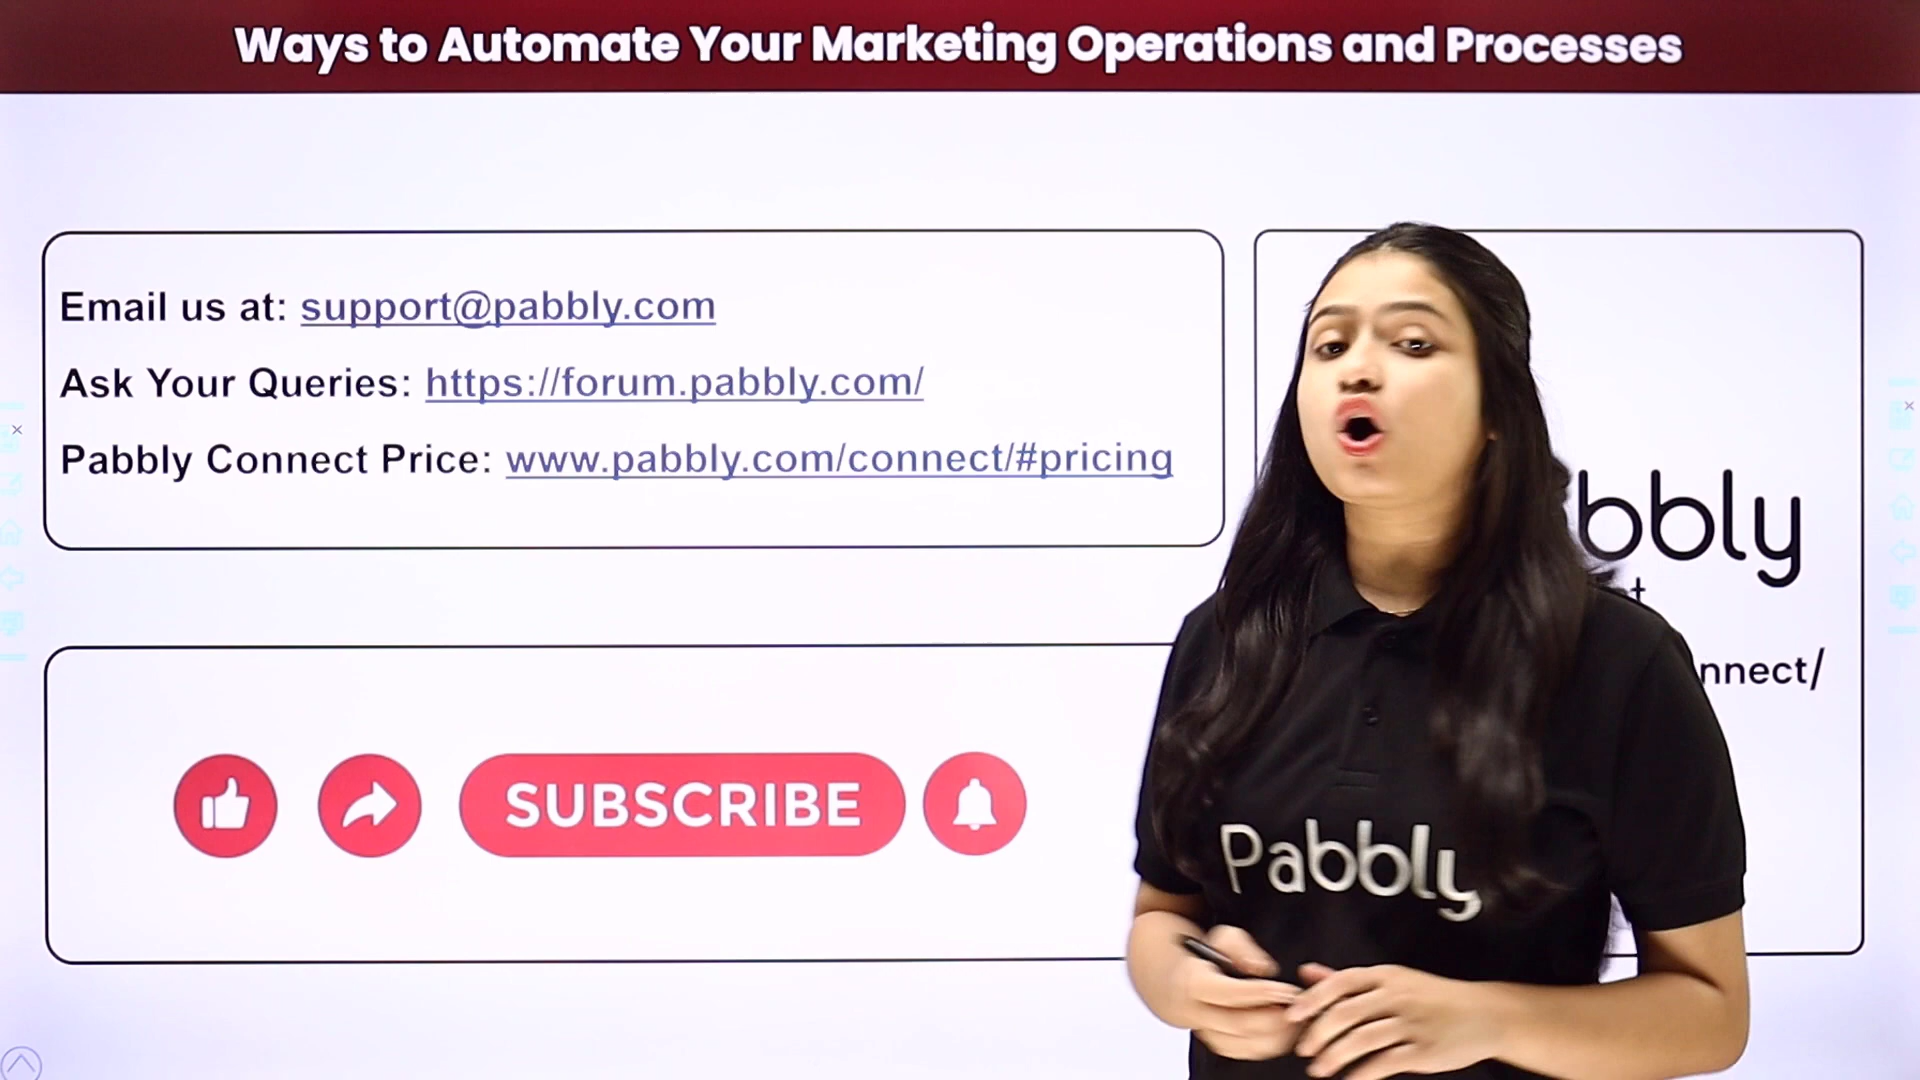 Ways to Automate Your Marketing Operations and Processes
Email us at: support@pabbly.com
Ask Your Queries: https://forum.pabbly.com/
Pabbly Connect Price: www.pabbly.com/connect/#pricing
bbly
nnect/
SUBSCRIBE
Pabbly